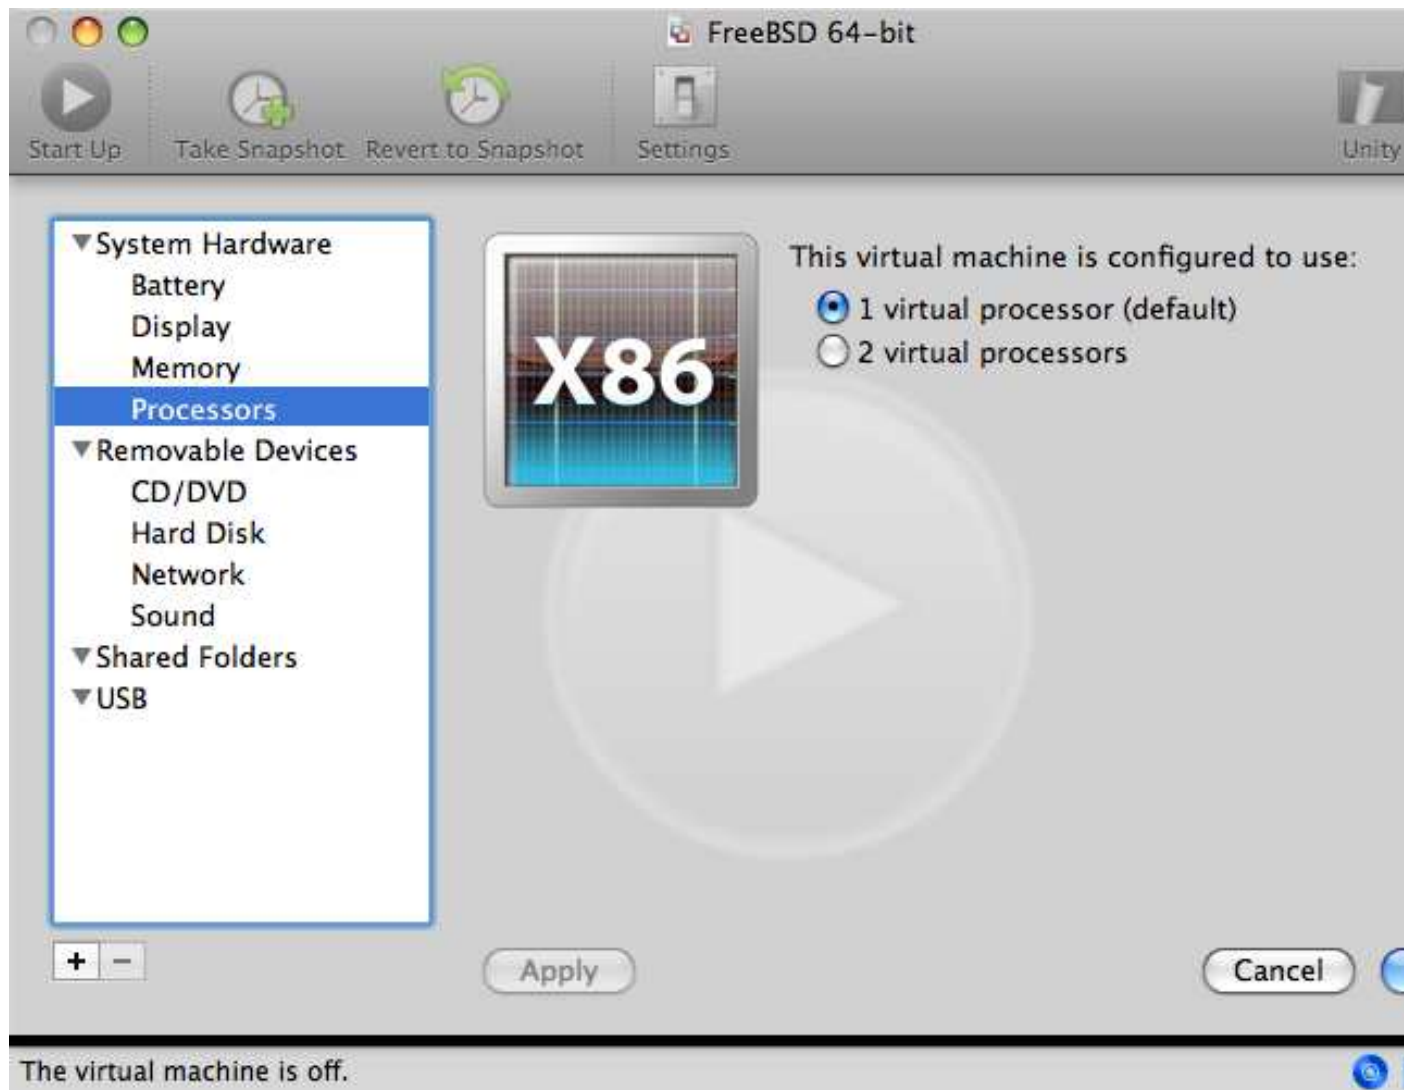 FreeBSD 64-bit
Start Up
Take Snapshot
Revert to Snapshot
Settings
Unity
System Hardware
Battery
Display
Memory
Processors
Removable Devices
CD/DVD
Hard Disk
Network
Sound
Shared Folders
USB
X86
This virtual machine is configured to use:
1 virtual processor (default)
2 virtual processors
+ −
Apply
Cancel
The virtual machine is off.